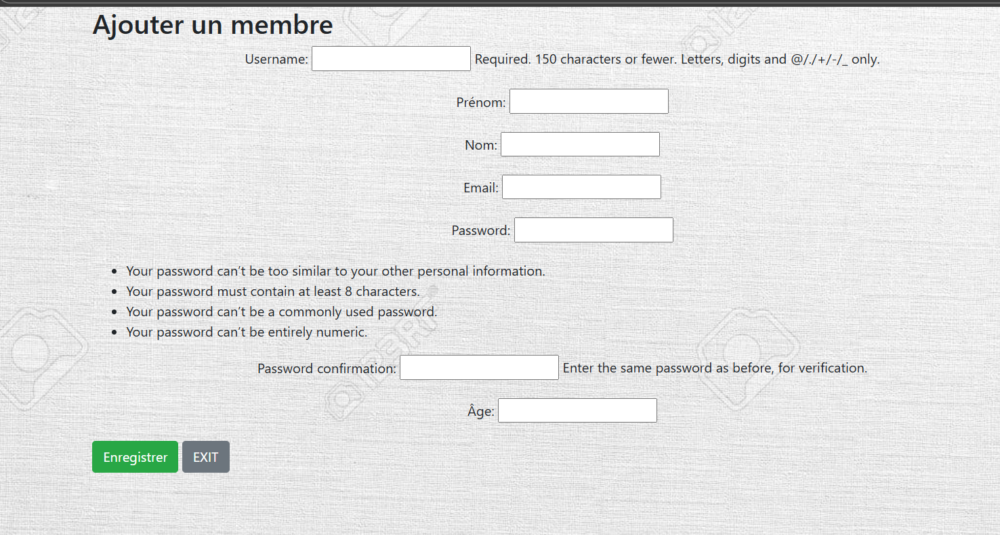 Ajouter un membre
Username: Required. 150 characters or fewer. Letters, digits and @/./+/-/_ only.
Prénom:
Nom:
Email:
Password:
• Your password can’t be too similar to your other personal information.
• Your password must contain at least 8 characters.
• Your password can’t be a commonly used password.
• Your password can’t be entirely numeric.
123RF
Password confirmation: Enter the same password as before, for verification.
Âge:
Enregistrer EXIT